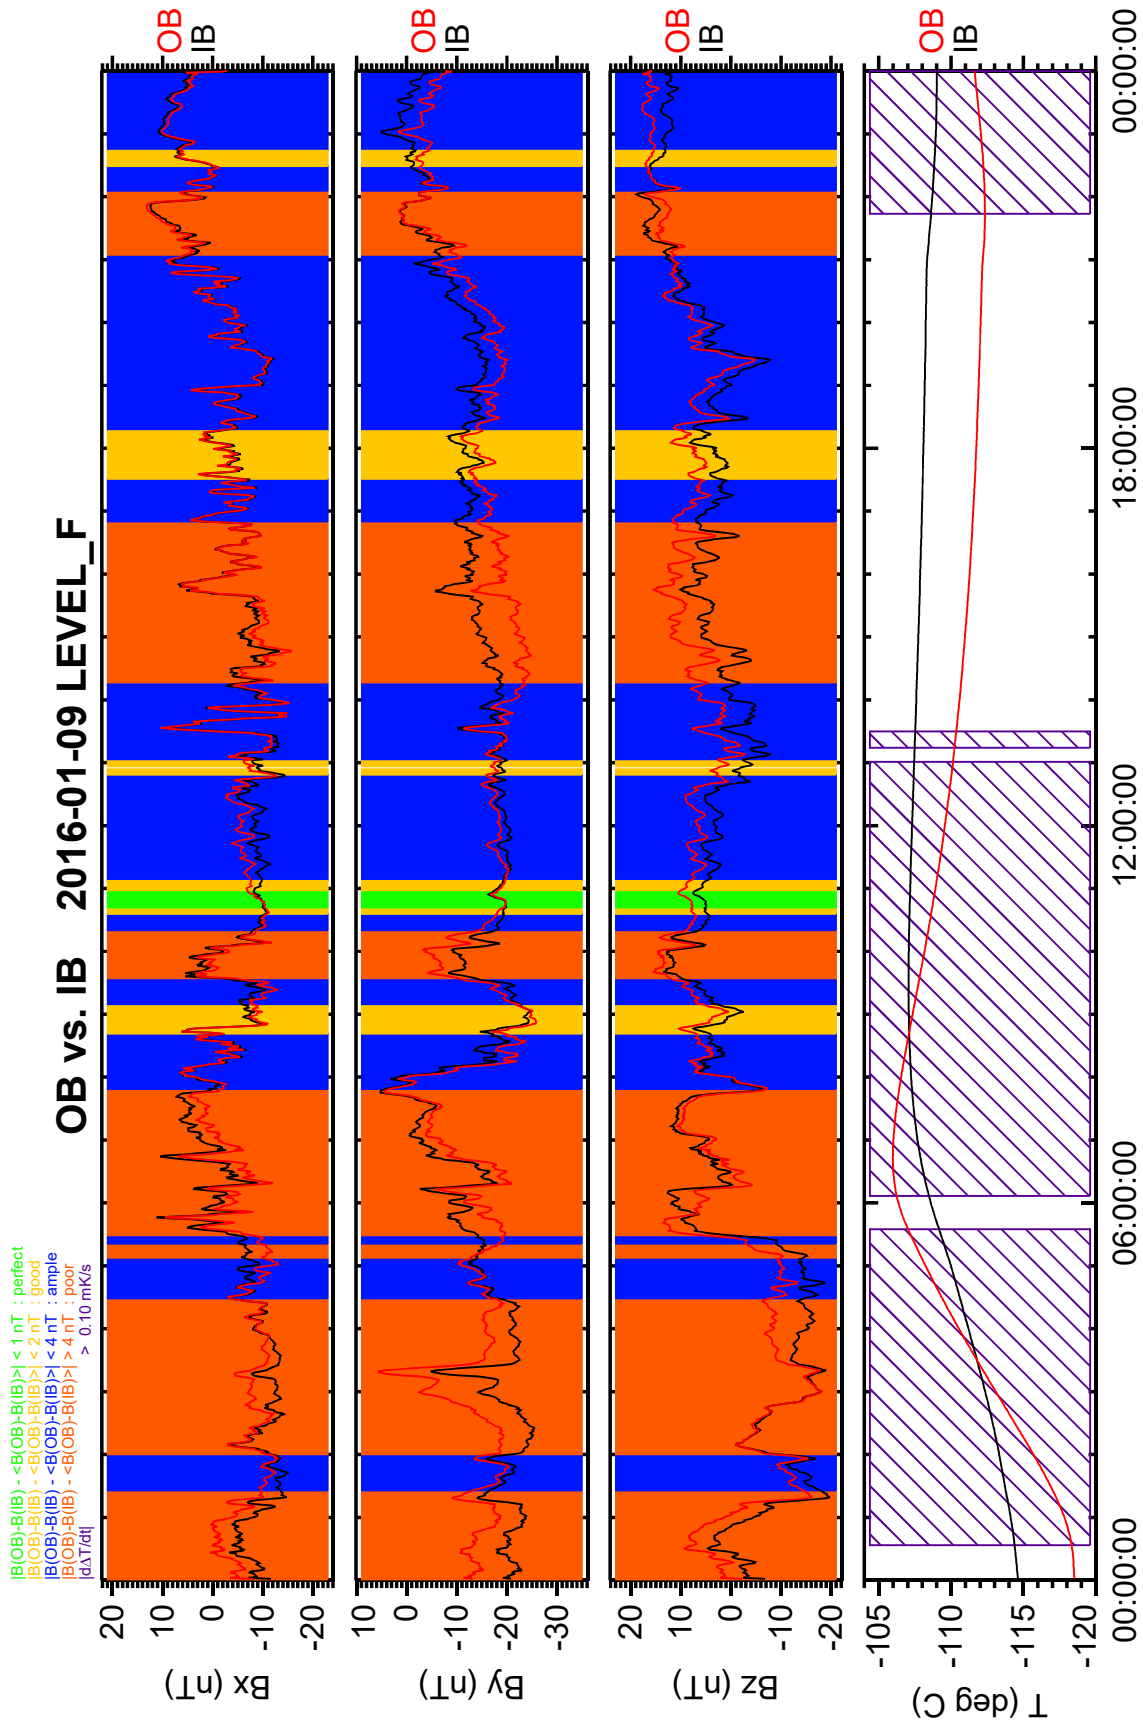 OB vs. IB 2016-01-09 LEVEL_F
|B(OB)-B(IB) - <B(OB)-B(IB)>| < 1 nT : perfect
|B(OB)-B(IB) - <B(OB)-B(IB)>| < 2 nT : good
|B(OB)-B(IB) - <B(OB)-B(IB)>| < 4 nT : ample
|B(OB)-B(IB) - <B(OB)-B(IB)>| > 4 nT : poor
|dΔT/dt| > 0.10 mK/s
Bx (nT)
20
10
0
-10
-20
OB
IB
By (nT)
10
0
-10
-20
-30
OB
IB
Bz (nT)
20
10
0
-10
-20
OB
IB
T (deg C)
-105
-110
-115
-120
OB
IB
00:00:00
06:00:00
12:00:00
18:00:00
00:00:00